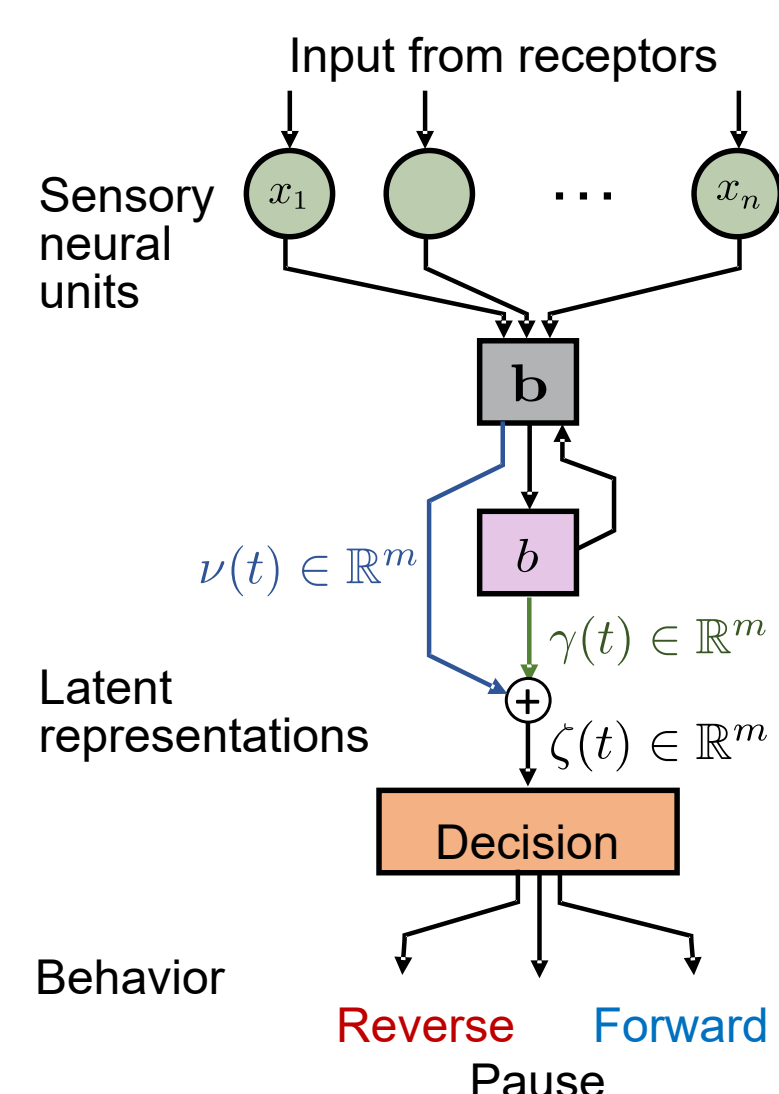 Input from receptors
Sensory
neural
units
x₁
...
xₙ
b
b
ν(t) ∈ ℝᵐ
γ(t) ∈ ℝᵐ
Latent
representations
+
ζ(t) ∈ ℝᵐ
Decision
Behavior
Reverse
Forward
Pause